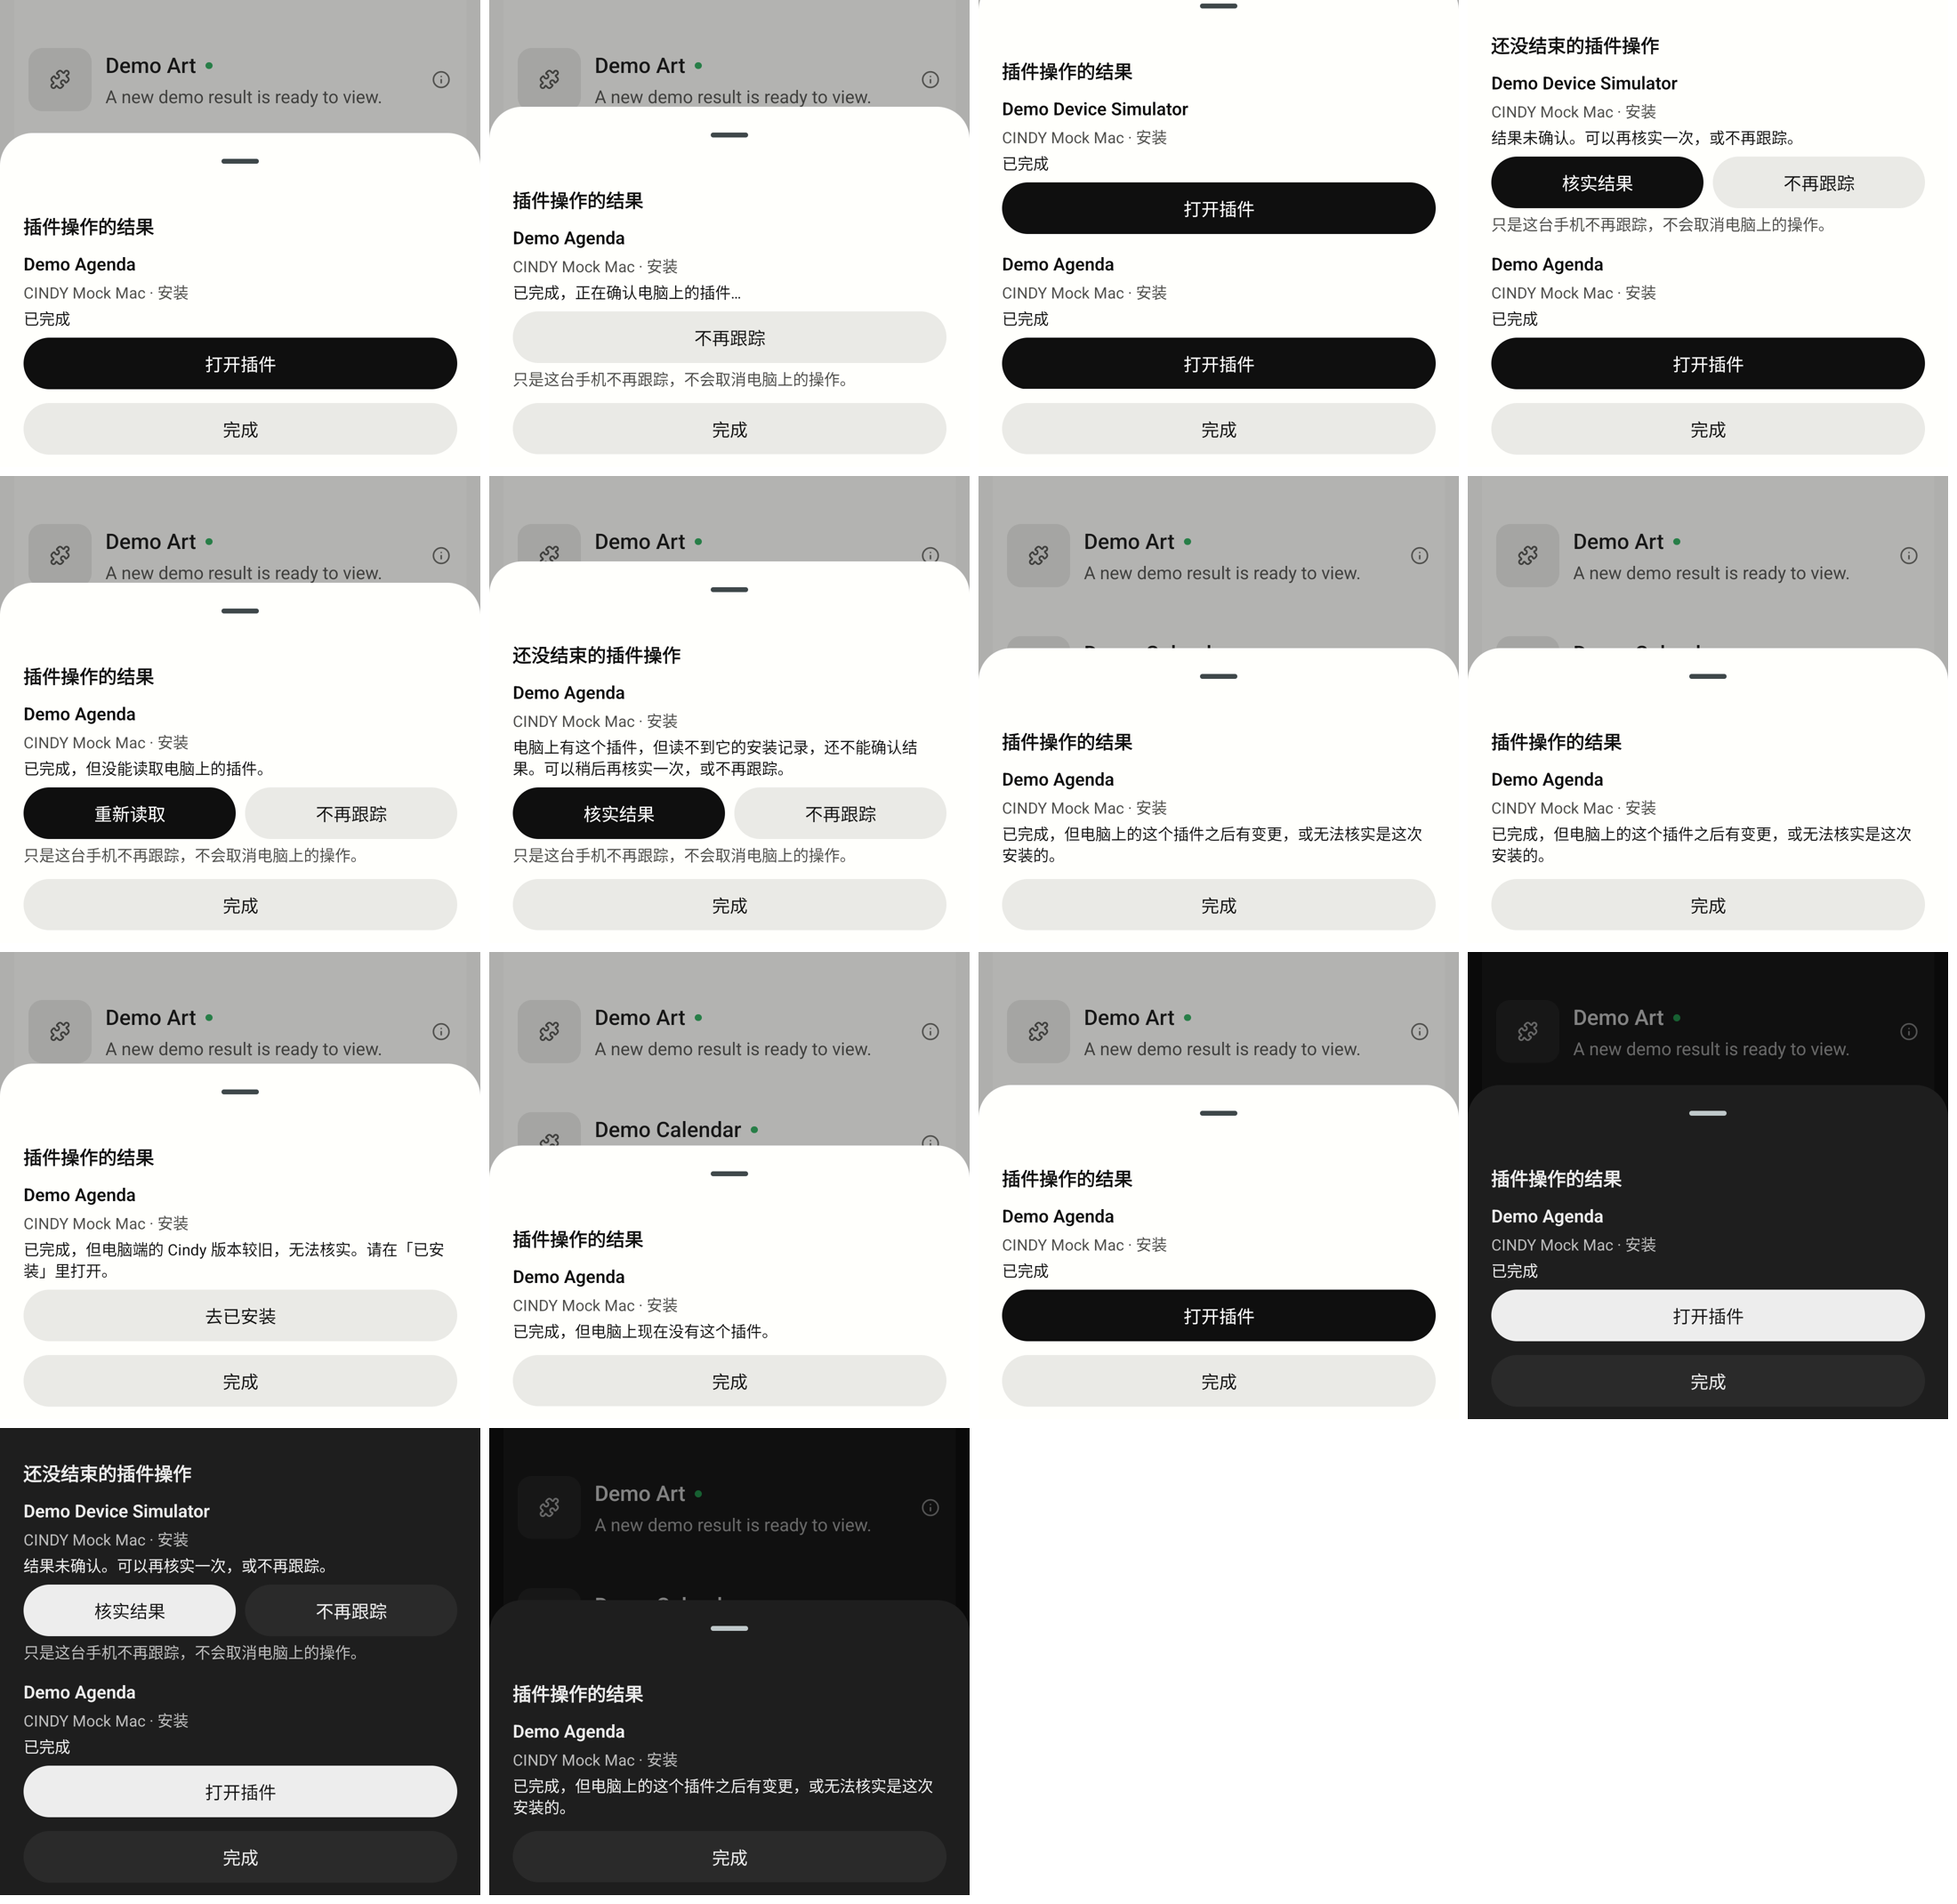 Demo Art
A new demo result is ready to view.
插件操作的结果
Demo Agenda
CINDY Mock Mac · 安装
已完成
打开插件
完成
Demo Art
A new demo result is ready to view.
插件操作的结果
Demo Agenda
CINDY Mock Mac · 安装
已完成，正在确认电脑上的插件…
不再跟踪
只是这台手机不再跟踪，不会取消电脑上的操作。
完成
插件操作的结果
Demo Device Simulator
CINDY Mock Mac · 安装
已完成
打开插件
Demo Agenda
CINDY Mock Mac · 安装
已完成
打开插件
完成
还没结束的插件操作
Demo Device Simulator
CINDY Mock Mac · 安装
结果未确认。可以再核实一次，或不再跟踪。
核实结果
不再跟踪
只是这台手机不再跟踪，不会取消电脑上的操作。
Demo Agenda
CINDY Mock Mac · 安装
已完成
打开插件
完成
Demo Art
A new demo result is ready to view.
插件操作的结果
Demo Agenda
CINDY Mock Mac · 安装
已完成，但没能读取电脑上的插件。
重新读取
不再跟踪
只是这台手机不再跟踪，不会取消电脑上的操作。
完成
Demo Art
还没结束的插件操作
Demo Agenda
CINDY Mock Mac · 安装
电脑上有这个插件，但读不到它的安装记录，还不能确认结
果。可以稍后再核实一次，或不再跟踪。
核实结果
不再跟踪
只是这台手机不再跟踪，不会取消电脑上的操作。
完成
Demo Art
A new demo result is ready to view.
插件操作的结果
Demo Agenda
CINDY Mock Mac · 安装
已完成，但电脑上的这个插件之后有变更，或无法核实是这次
安装的。
完成
Demo Art
A new demo result is ready to view.
插件操作的结果
Demo Agenda
CINDY Mock Mac · 安装
已完成，但电脑上的这个插件之后有变更，或无法核实是这次
安装的。
完成
Demo Art
A new demo result is ready to view.
插件操作的结果
Demo Agenda
CINDY Mock Mac · 安装
已完成，但电脑端的 Cindy 版本较旧，无法核实。请在「已安
装」里打开。
去已安装
完成
Demo Art
A new demo result is ready to view.
Demo Calendar
插件操作的结果
Demo Agenda
CINDY Mock Mac · 安装
已完成，但电脑上现在没有这个插件。
完成
Demo Art
A new demo result is ready to view.
插件操作的结果
Demo Agenda
CINDY Mock Mac · 安装
已完成
打开插件
完成
Demo Art
A new demo result is ready to view.
插件操作的结果
Demo Agenda
CINDY Mock Mac · 安装
已完成
打开插件
完成
还没结束的插件操作
Demo Device Simulator
CINDY Mock Mac · 安装
结果未确认。可以再核实一次，或不再跟踪。
核实结果
不再跟踪
只是这台手机不再跟踪，不会取消电脑上的操作。
Demo Agenda
CINDY Mock Mac · 安装
已完成
打开插件
完成
Demo Art
A new demo result is ready to view.
插件操作的结果
Demo Agenda
CINDY Mock Mac · 安装
已完成，但电脑上的这个插件之后有变更，或无法核实是这次
安装的。
完成